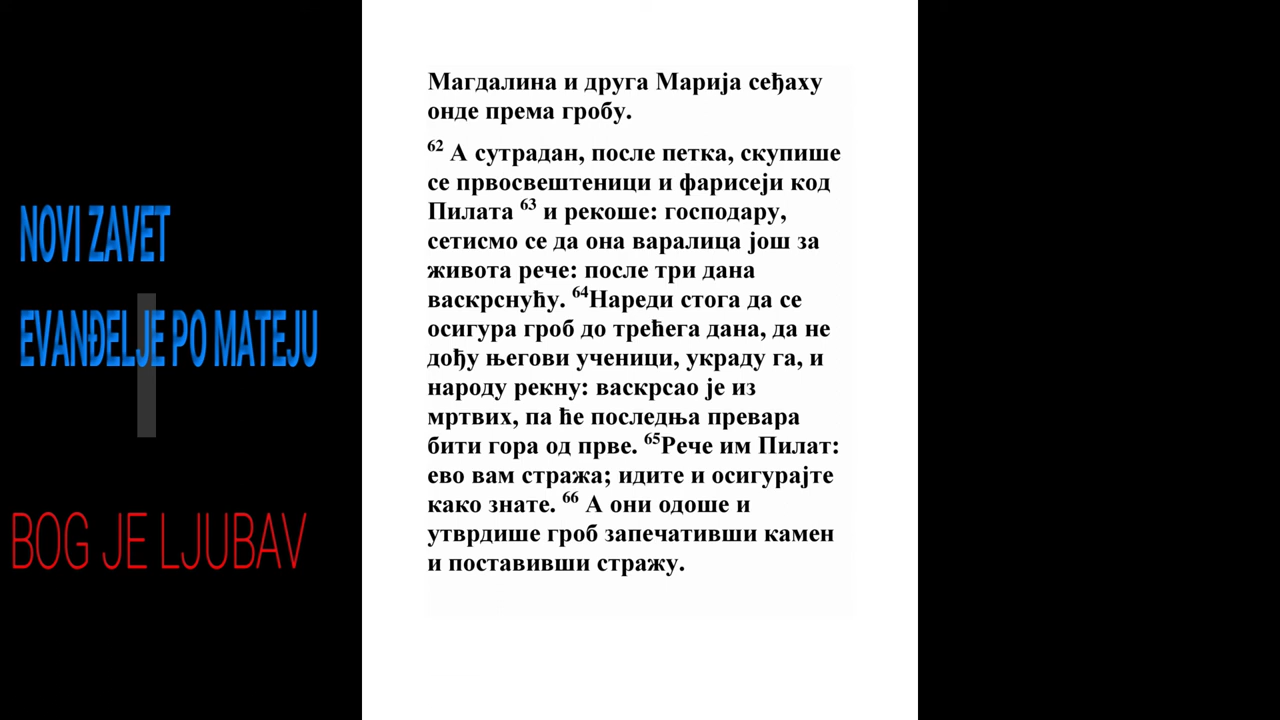 NOVI ZAVET
EVANĐELJE PO MATEJU
BOG JE LJUBAV
Магдалина и друга Марија сеђаху
онде према гробу.
62 А сутрадан, после петка, скупише
се првосвештеници и фарисеји код
Пилата 63 и рекоше: господару,
сетисмо се да она варалица још за
живота рече: после три дана
васкрснућу. 64Нареди стога да се
осигура гроб до трећега дана, да не
дођу његови ученици, украду га, и
народу рекну: васкрсао је из
мртвих, па ће последња превара
бити гора од прве. 65Рече им Пилат:
ево вам стража; идите и осигурајте
како знате. 66 А они одоше и
утврдише гроб запечативши камен
и поставивши стражу.